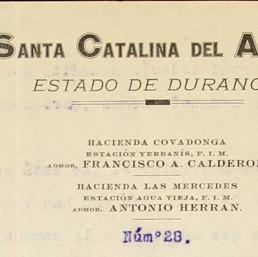 SANTA CATALINA DEL A
ESTADO DE DURANG
HACIENDA COVADONGA
ESTACIÓN YERBANÍS, F. I. M.
ADMOR. FRANCISCO A. CALDERO
HACIENDA LAS MERCEDES
ESTACIÓN AGUA VIEJA, F. I. M.
ADMOR. ANTONIO HERRAN.
Núm°28.